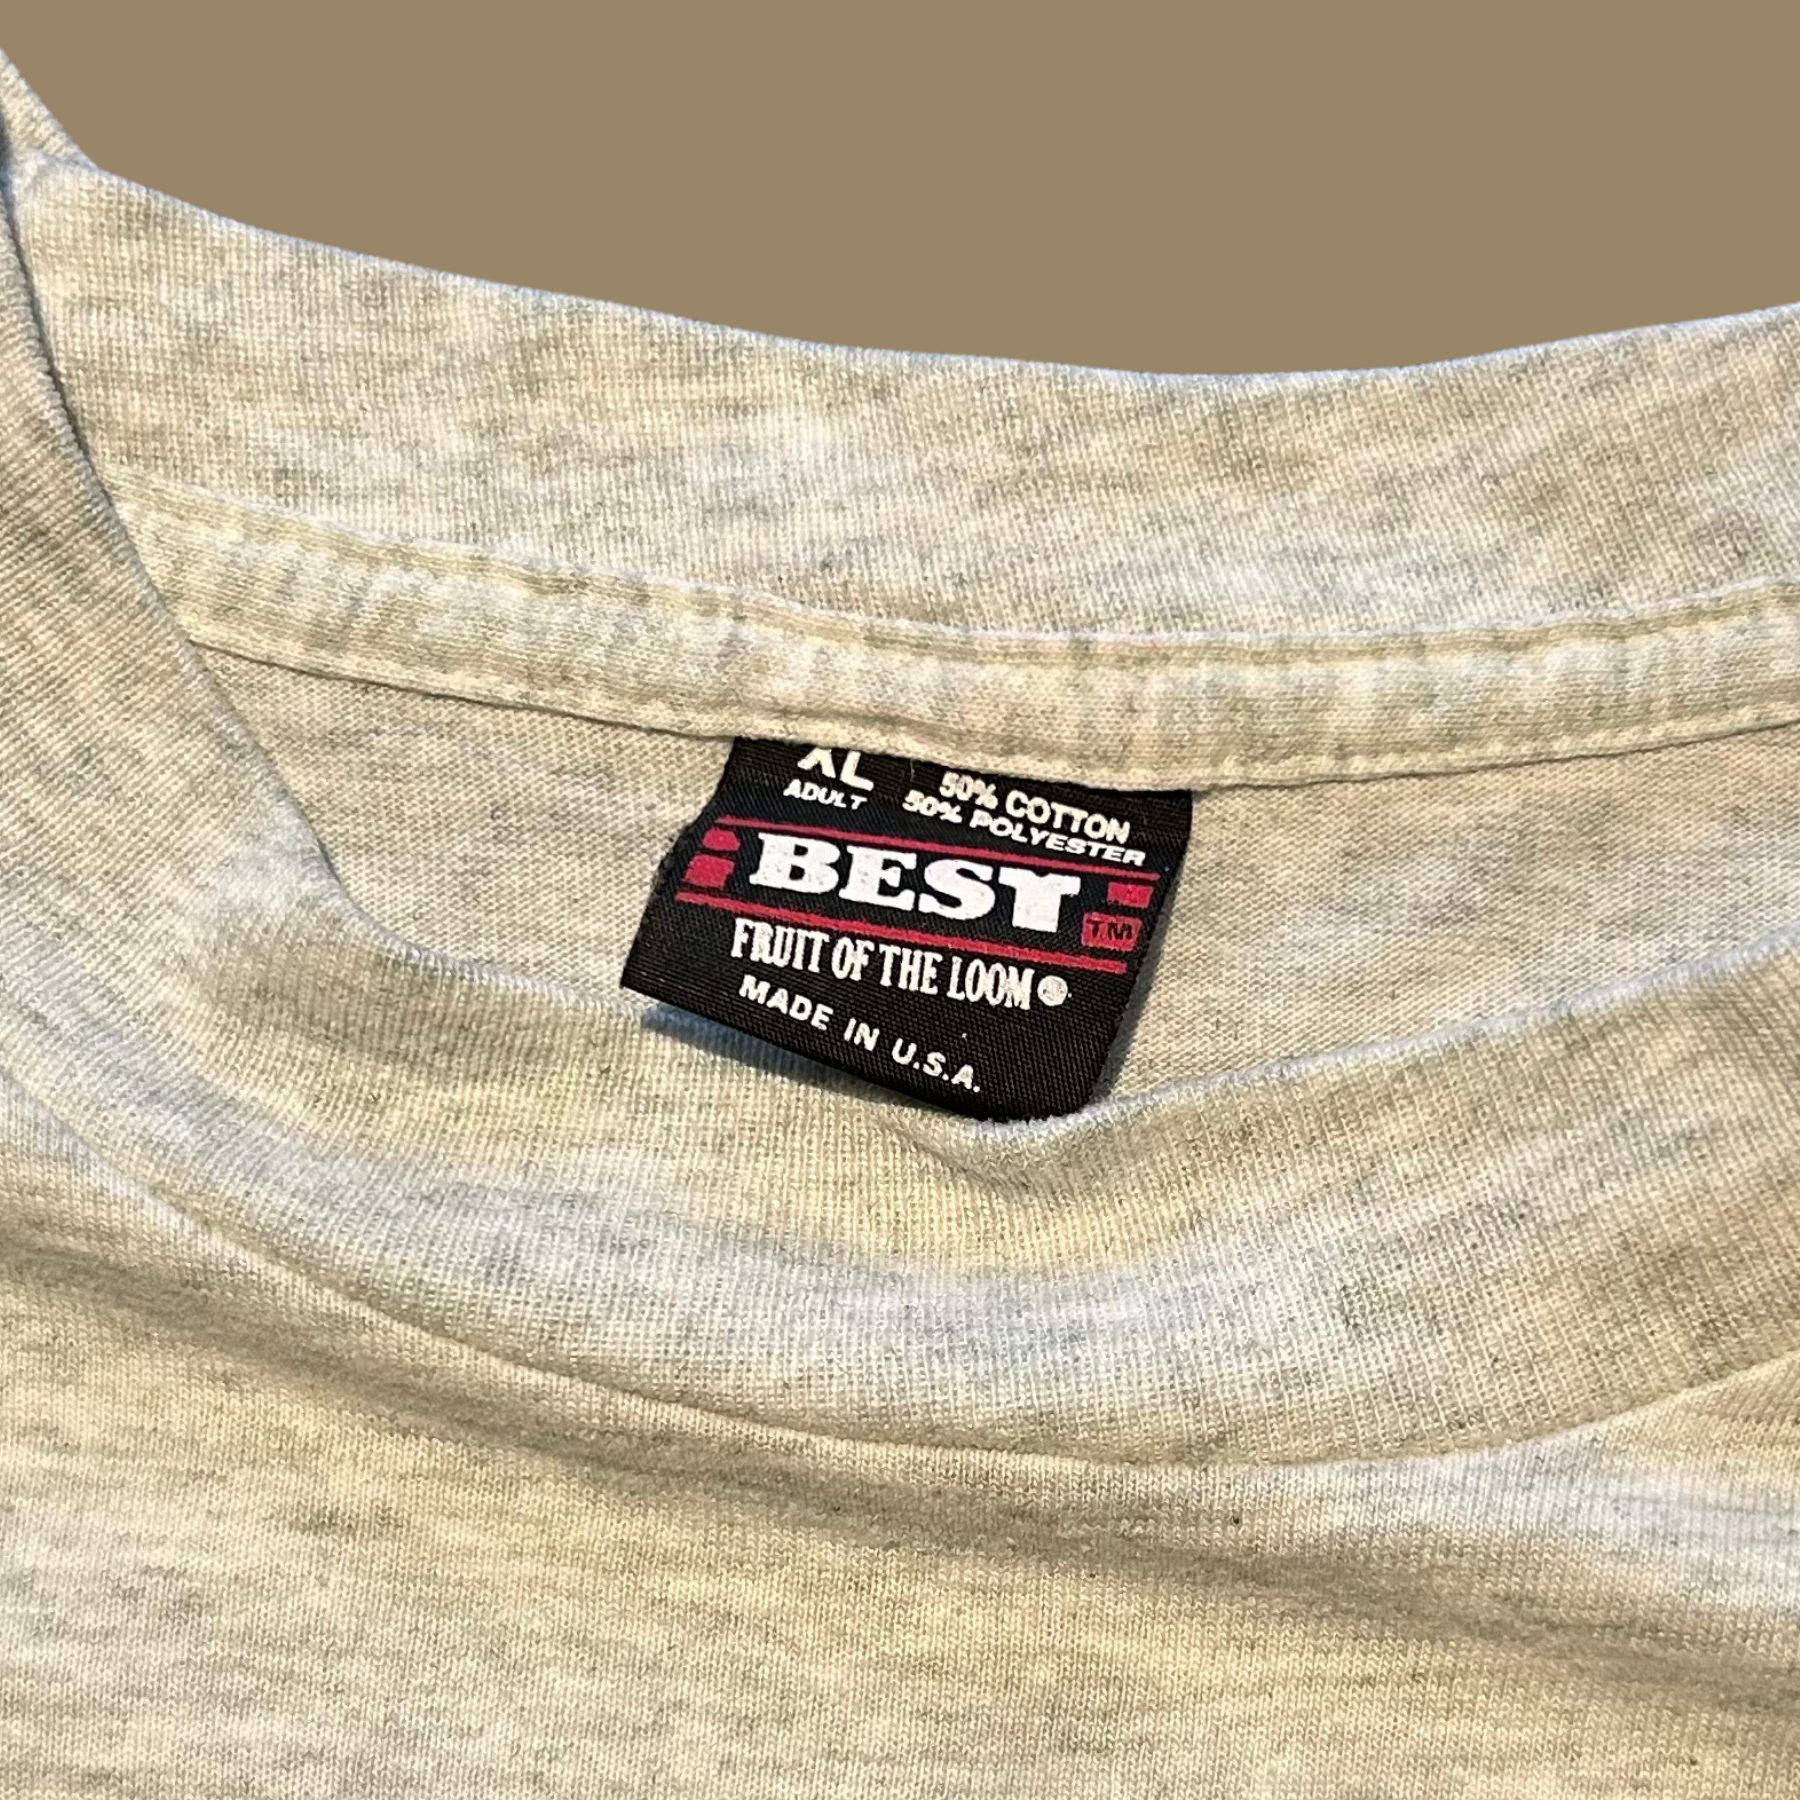 XL
ADULT
50% COTTON
50% POLYESTER
BEST
TM
FRUIT OF THE LOOM®
MADE IN U.S.A.